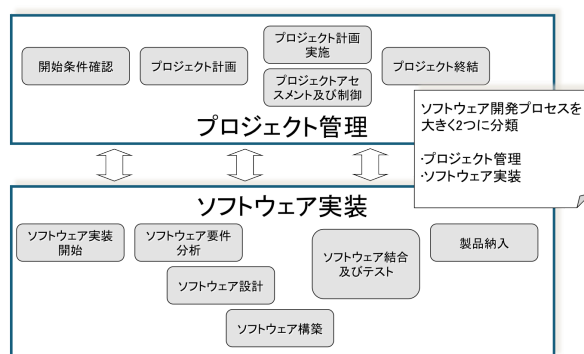 開始条件確認
プロジェクト計画
プロジェクト計画
実施
プロジェクトアセ
スメント及び制御
プロジェクト終結
プロジェクト管理
ソフトウェア開発プロセスを
大きく2つに分類
･プロジェクト管理
･ソフトウェア実装
ソフトウェア実装
ソフトウェア実装
開始
ソフトウェア要件
分析
ソフトウェア設計
ソフトウェア構築
ソフトウェア結合
及びテスト
製品納入